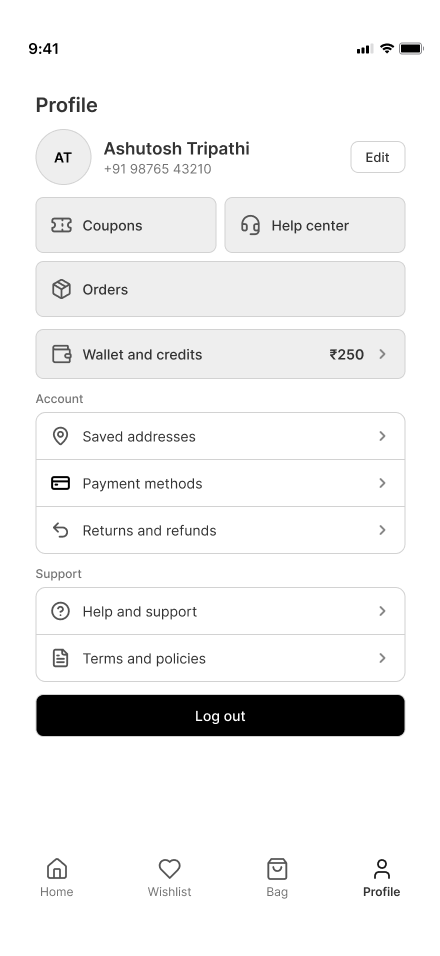 9:41
Profile
AT
Ashutosh Tripathi
+91 98765 43210
Edit
Coupons
Help center
Orders
Wallet and credits ₹250
Account
Saved addresses
Payment methods
Returns and refunds
Support
Help and support
Terms and policies
Log out
Home Wishlist Bag Profile